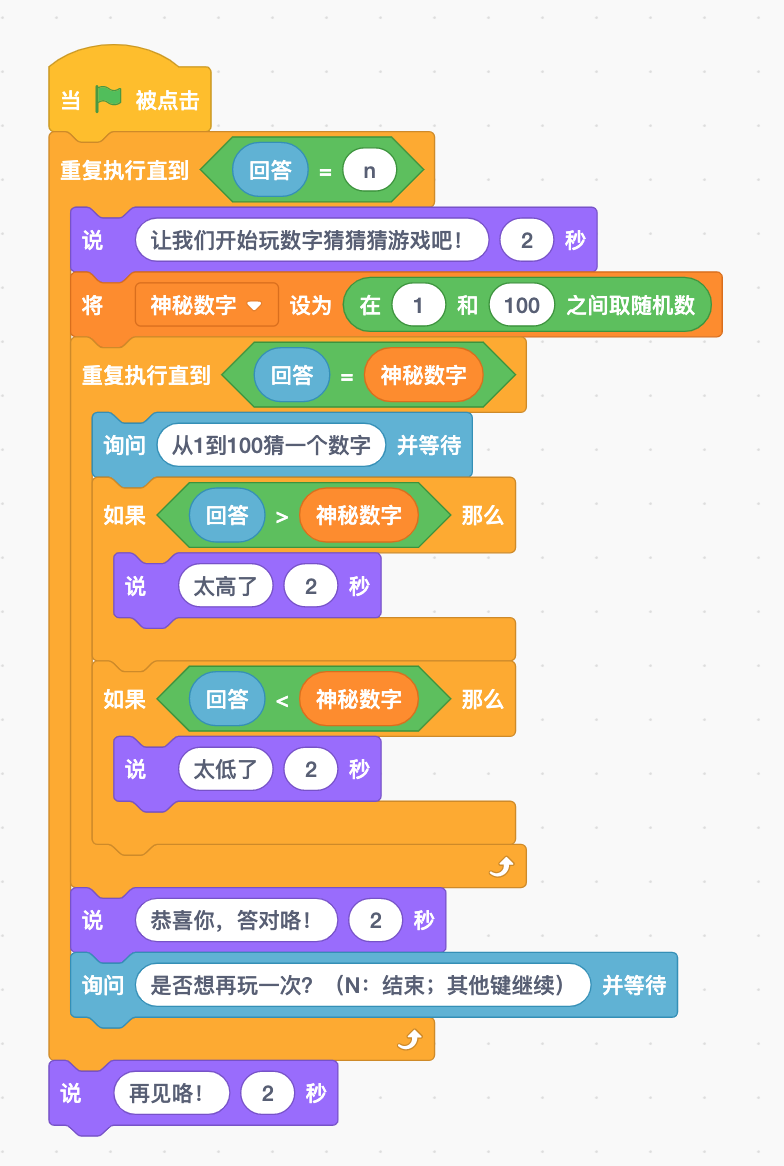 当 被点击
重复执行直到 回答 = n
说 让我们开始玩数字猜猜猜游戏吧！ 2 秒
将 神秘数字 设为 在 1 和 100 之间取随机数
重复执行直到 回答 = 神秘数字
询问 从1到100猜一个数字 并等待
如果 回答 > 神秘数字 那么
说 太高了 2 秒
如果 回答 < 神秘数字 那么
说 太低了 2 秒
说 恭喜你，答对咯！ 2 秒
询问 是否想再玩一次？（N：结束；其他键继续） 并等待
说 再见咯！ 2 秒